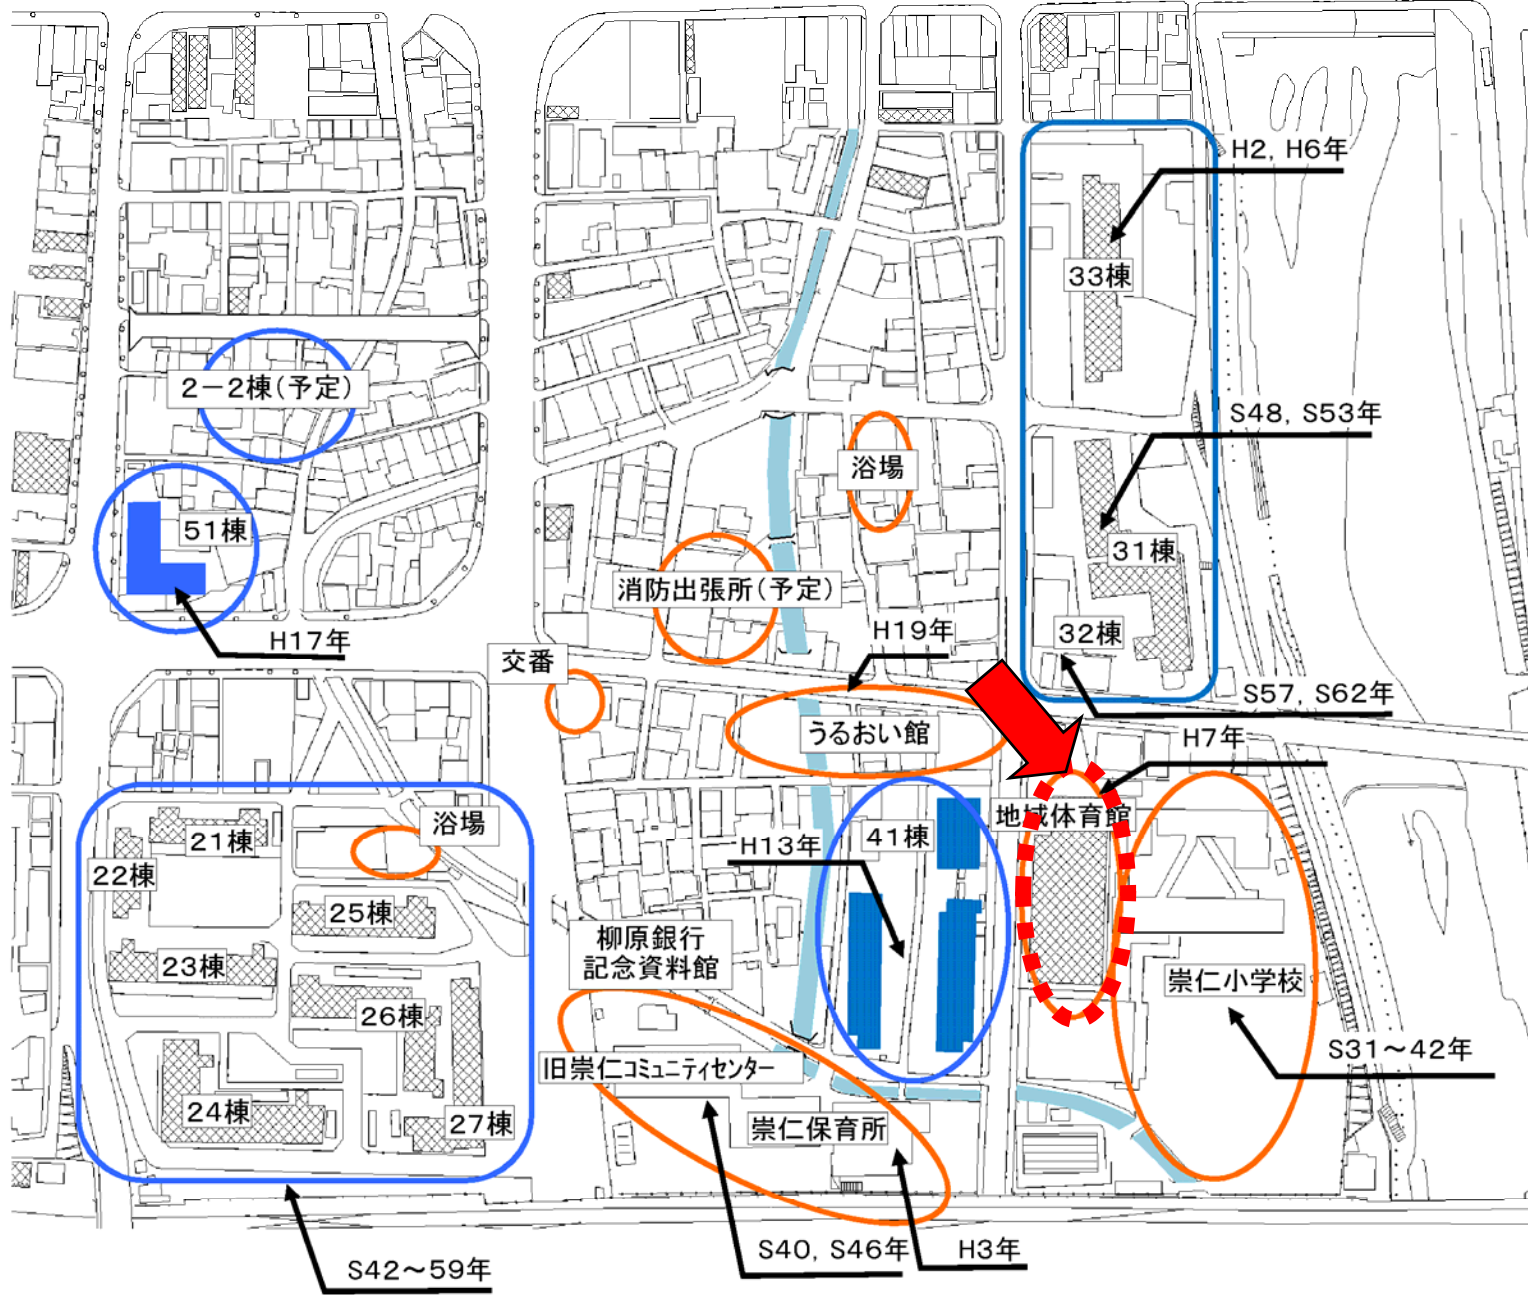 H2, H6年
33棟
2－2棟(予定)
S48, S53年
浴場
51棟
31棟
消防出張所(予定)
H17年
H19年
32棟
交番
S57, S62年
うるおい館
H7年
地域体育館
浴場
21棟
H13年
41棟
22棟
25棟
柳原銀行
記念資料館
23棟
崇仁小学校
26棟
S31～42年
旧崇仁コミュニティセンター
24棟
27棟
崇仁保育所
S40, S46年
H3年
S42～59年